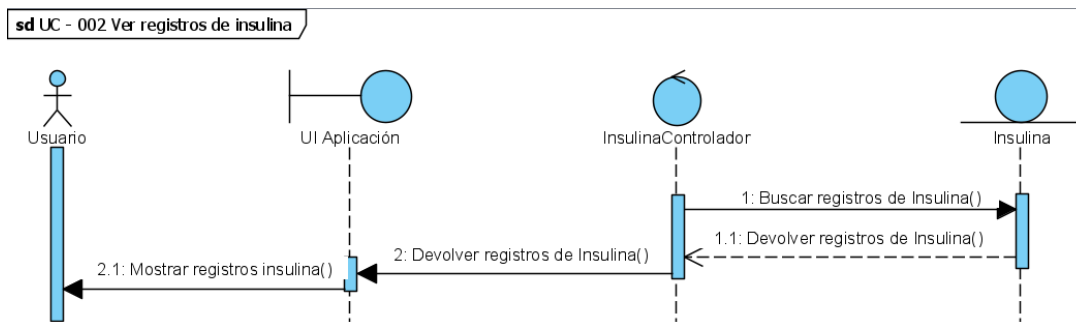 sd UC - 002 Ver registros de insulina
Usuario
UI Aplicación
InsulinaControlador
Insulina
1: Buscar registros de Insulina()
1.1: Devolver registros de Insulina()
2: Devolver registros de Insulina()
2.1: Mostrar registros insulina()